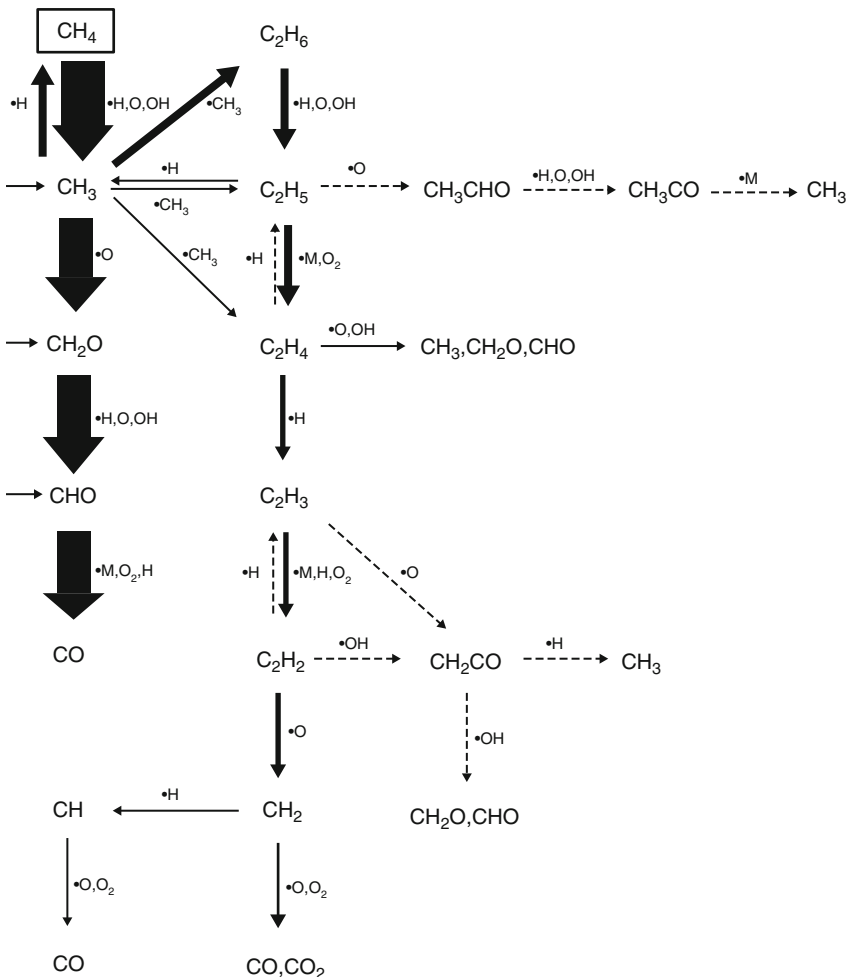 CH₄ C₂H₆
•H •H,O,OH •CH₃ •H,O,OH
•H •O •H,O,OH •M
CH₃ C₂H₅ CH₃CHO CH₃CO CH₃
•CH₃
•O •CH₃ •H •M,O₂
•O,OH
CH₂O C₂H₄ CH₃,CH₂O,CHO
•H,O,OH •H
CHO C₂H₃
•M,O₂,H •H •M,H,O₂ •O
•OH •H
CO C₂H₂ CH₂CO CH₃
•O •OH
•H
CH CH₂ CH₂O,CHO
•O,O₂ •O,O₂
CO CO,CO₂